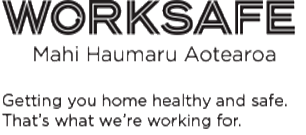 WORKSAFE
Mahi Haumaru Aotearoa
Getting you home healthy and safe.
That's what we're working for.